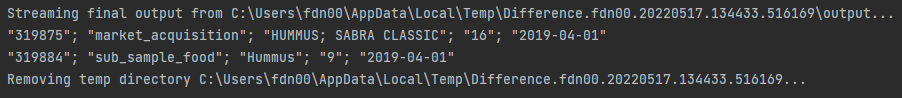 Streaming final output from C:\Users\fdn00\AppData\Local\Temp\Difference.fdn00.20220517.134433.516169\output...
"319875"; "market_acquisition"; "HUMMUS; SABRA CLASSIC"; "16"; "2019-04-01"
"319884"; "sub_sample_food"; "Hummus"; "9"; "2019-04-01"
Removing temp directory C:\Users\fdn00\AppData\Local\Temp\Difference.fdn00.20220517.134433.516169...